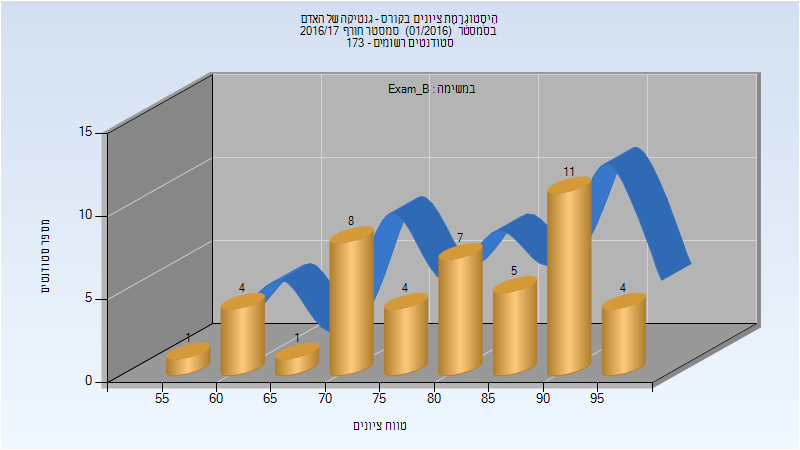 היסטוגרמת ציונים בקורס - גנטיקה של האדם
בסמסטר (01/2016) סמסטר חורף 2016/17
סטודנטים רשומים - 173
במשימה : Exam_B
מספר סטודנטים
15
10
5
0
1
4
1
8
4
7
5
11
4
55 60 65 70 75 80 85 90 95
טווח ציונים